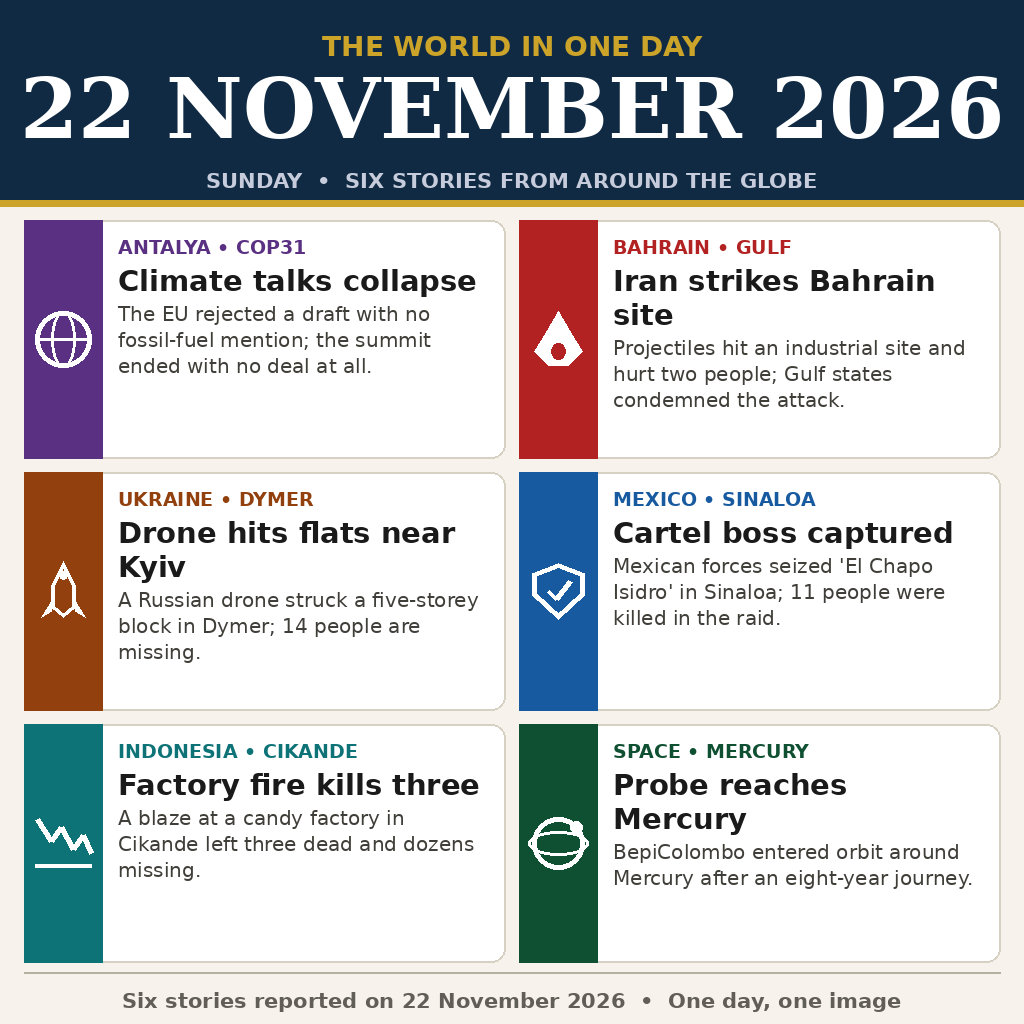 THE WORLD IN ONE DAY
22 NOVEMBER 2026
SUNDAY • SIX STORIES FROM AROUND THE GLOBE
ANTALYA • COP31
Climate talks collapse
The EU rejected a draft with no
fossil-fuel mention; the summit
ended with no deal at all.
BAHRAIN • GULF
Iran strikes Bahrain
site
Projectiles hit an industrial site and
hurt two people; Gulf states
condemned the attack.
UKRAINE • DYMER
Drone hits flats near
Kyiv
A Russian drone struck a five-storey
block in Dymer; 14 people are
missing.
MEXICO • SINALOA
Cartel boss captured
Mexican forces seized 'El Chapo
Isidro' in Sinaloa; 11 people were
killed in the raid.
INDONESIA • CIKANDE
Factory fire kills three
A blaze at a candy factory in
Cikande left three dead and dozens
missing.
SPACE • MERCURY
Probe reaches
Mercury
BepiColombo entered orbit around
Mercury after an eight-year journey.
Six stories reported on 22 November 2026 • One day, one image